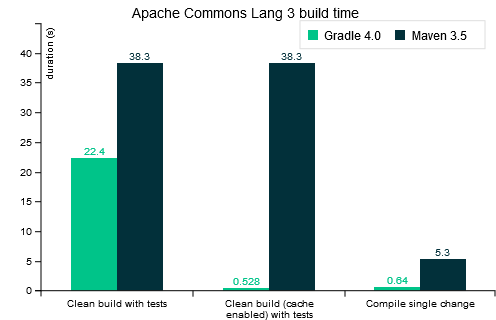 Apache Commons Lang 3 build time
Gradle 4.0 Maven 3.5
duration (s)
40
35
30
25
20
15
10
5
0
22.4
38.3
0.528
38.3
0.64
5.3
Clean build with tests
Clean build (cache
enabled) with tests
Compile single change